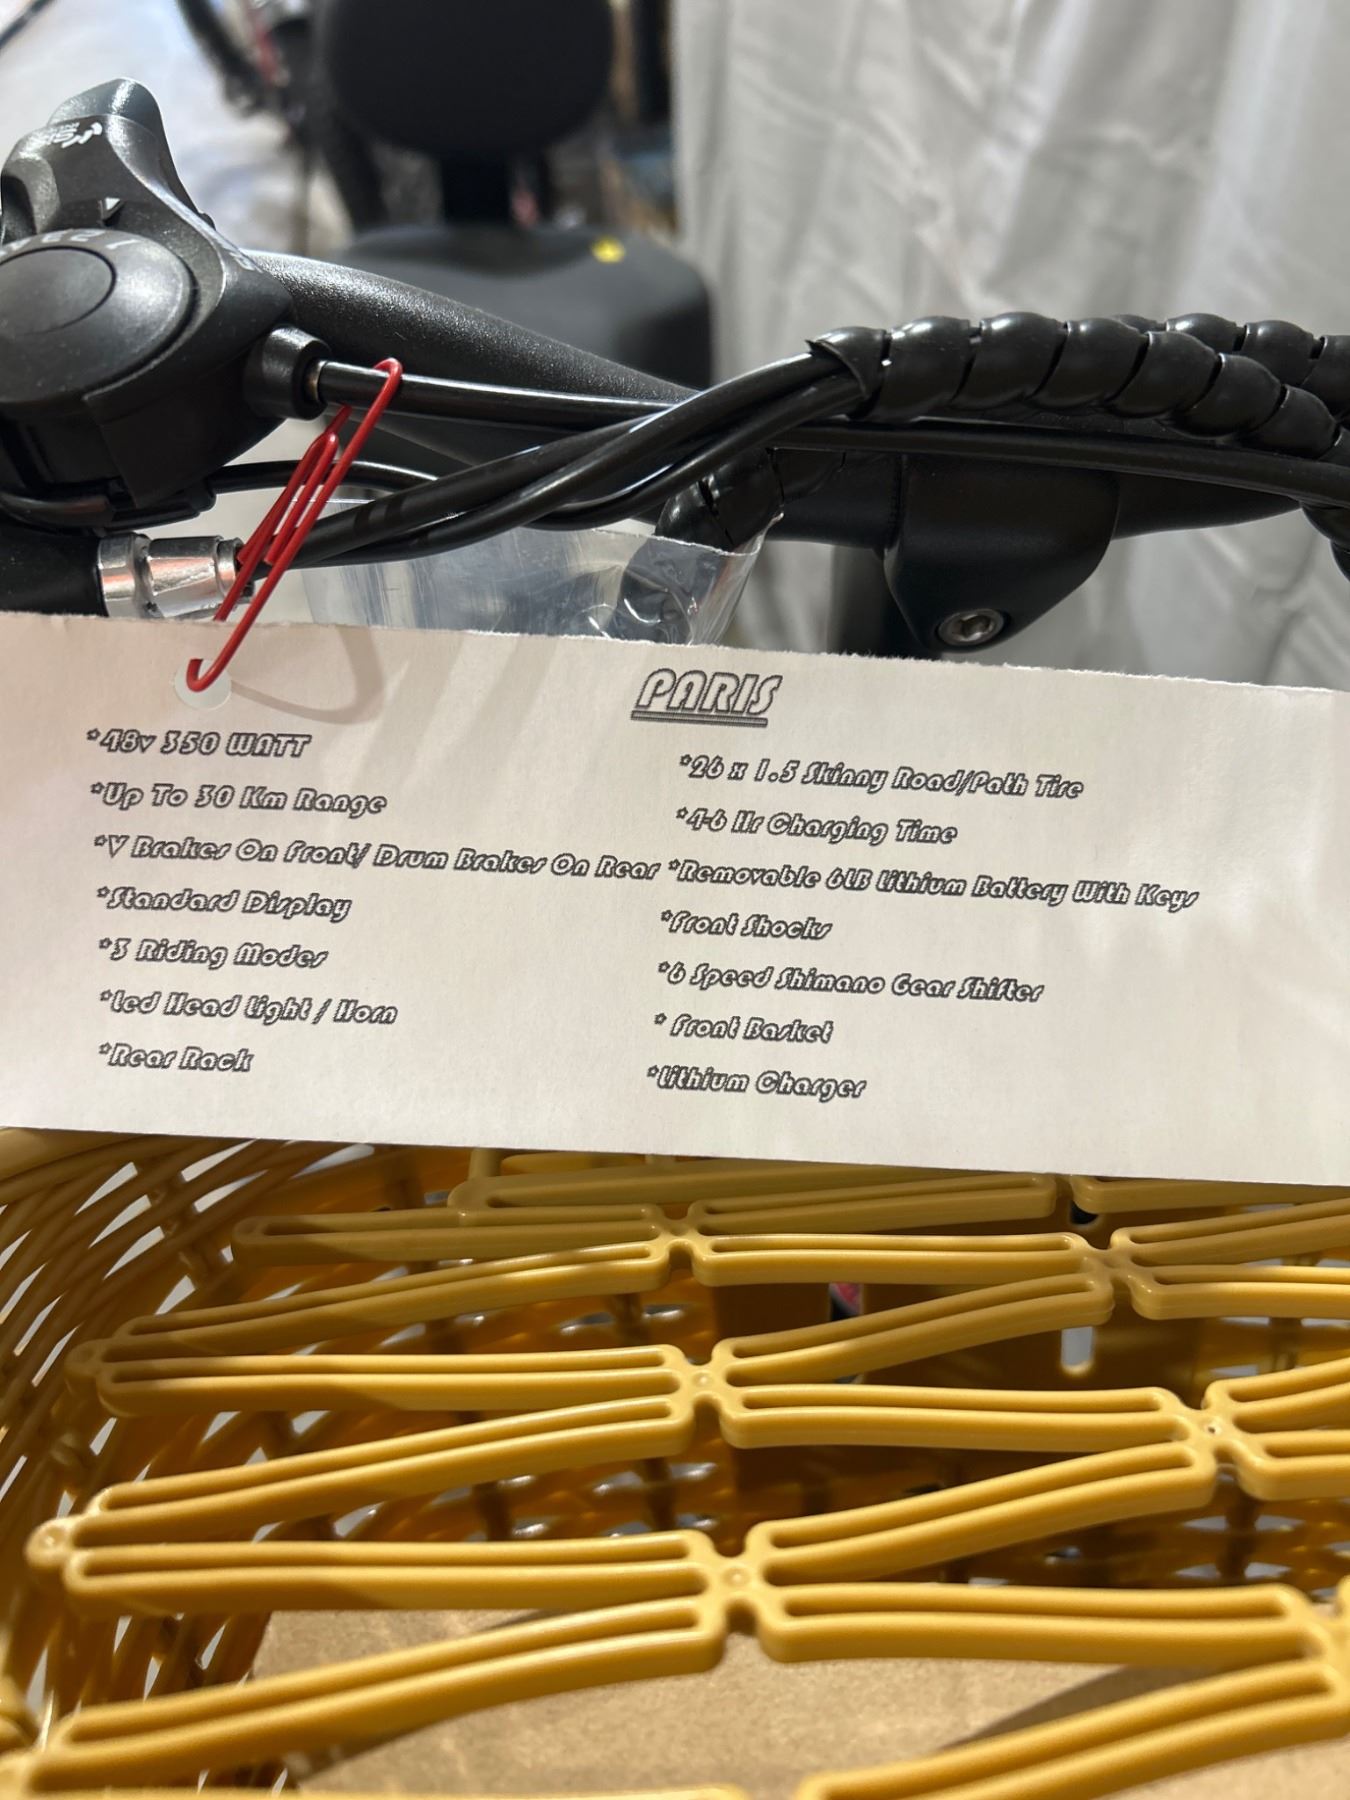 PARIS
*48v 350 WATT
*Up To 50 Km Range
*V Brakes On Front/ Drum Brakes On Rear
*Standard Display
*3 Riding Modes
*Led Head Light / Horn
*Rear Rack
*26 x 1.5 Skinny Road/Path Tire
*4-6 Hr Charging Time
*Removable 6LB Lithium Battery With Keys
*Front Shocks
*6 Speed Shimano Gear Shifter
* Front Basket
*Lithium Charger